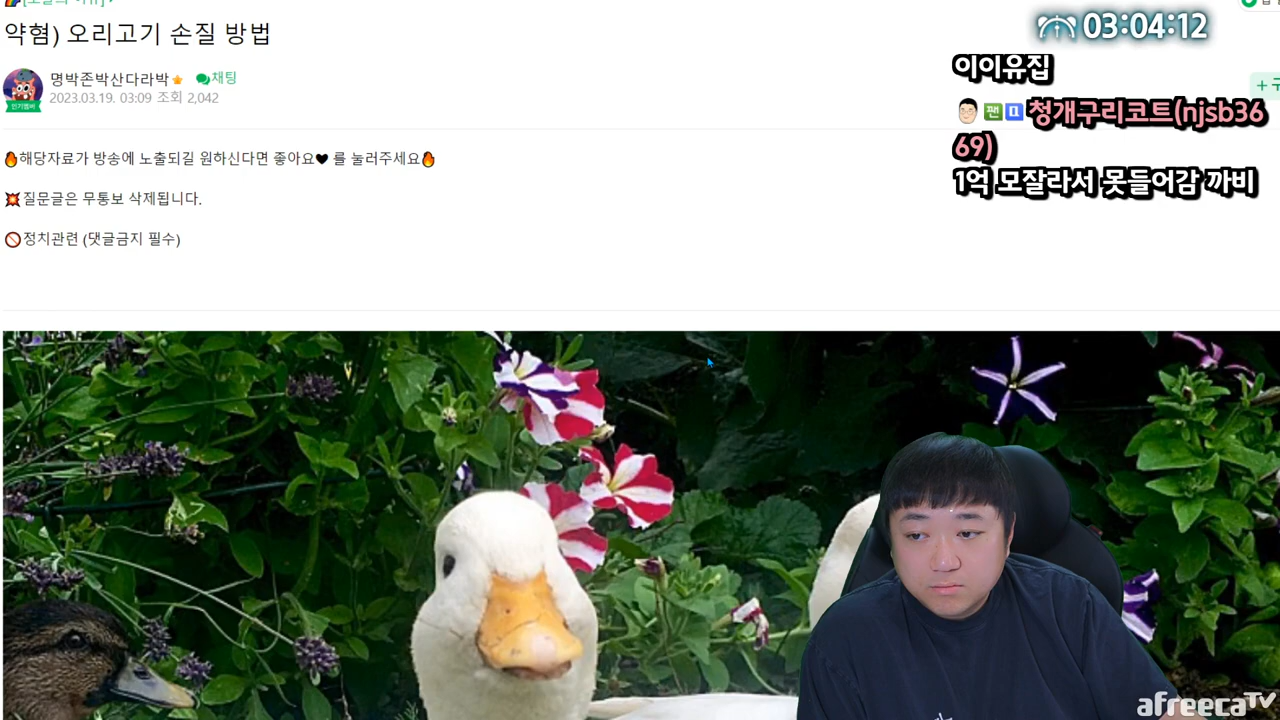 약혐) 오리고기 손질 방법
명박존박산다라박 채팅
인기멤버
2023.03.19. 03:09 조회 2,042
🔥해당자료가 방송에 노출되길 원하신다면 좋아요♥ 를 눌러주세요🔥
💥질문글은 무통보 삭제됩니다.
🚫정치관련 (댓글금지 필수)
03:04:12
이이유집
팬 청개구리코트(njsb36
69)
1억 모잘라서 못들어감 까비
afreecaTV